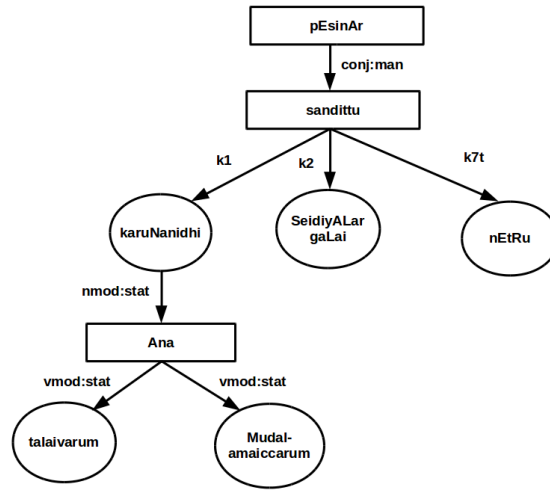 pEsinAr
conj:man
sandittu
k1
k2
k7t
karuNanidhi
SeidiyALar
gaLai
nEtRu
nmod:stat
Ana
vmod:stat
vmod:stat
talaivarum
Mudal-
amaiccarum